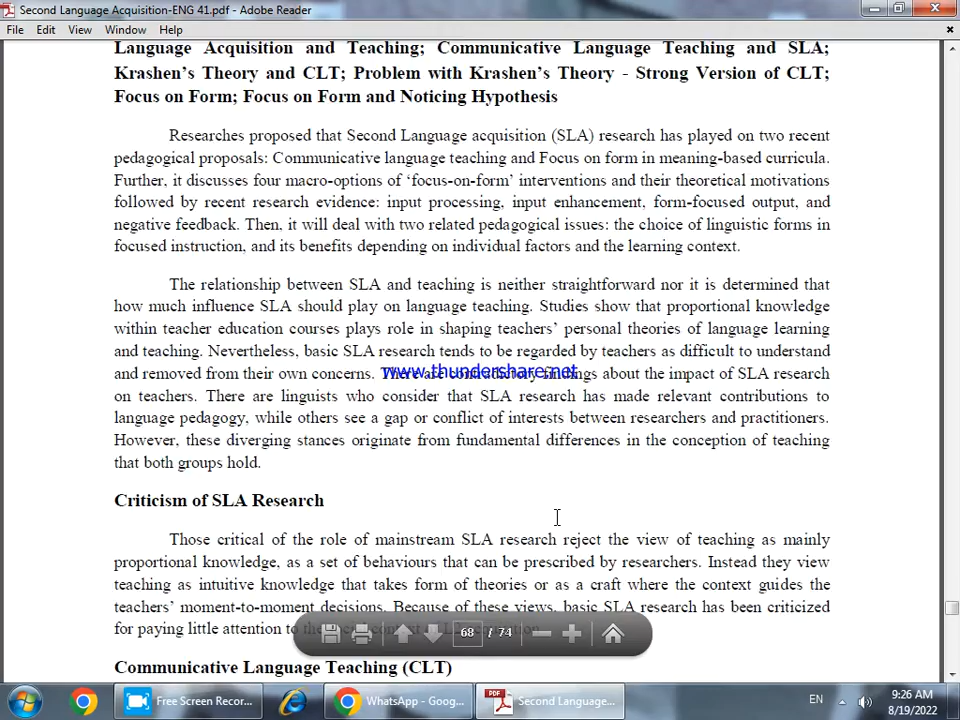 Second Language Acquisition-ENG 41.pdf - Adobe Reader
File Edit View Window Help
Language Acquisition and Teaching; Communicative Language Teaching and SLA;
Krashen's Theory and CLT; Problem with Krashen's Theory - Strong Version of CLT;
Focus on Form; Focus on Form and Noticing Hypothesis
Researches proposed that Second Language acquisition (SLA) research has played on two recent
pedagogical proposals: Communicative language teaching and Focus on form in meaning-based curricula.
Further, it discusses four macro-options of 'focus-on-form' interventions and their theoretical motivations
followed by recent research evidence: input processing, input enhancement, form-focused output, and
negative feedback. Then, it will deal with two related pedagogical issues: the choice of linguistic forms in
focused instruction, and its benefits depending on individual factors and the learning context.
The relationship between SLA and teaching is neither straightforward nor it is determined that
how much influence SLA should play on language teaching. Studies show that proportional knowledge
within teacher education courses plays role in shaping teachers' personal theories of language learning
and teaching. Nevertheless, basic SLA research tends to be regarded by teachers as difficult to understand
and removed from their own concerns. There are contradictory findings about the impact of SLA research
www.thundershare.net
on teachers. There are linguists who consider that SLA research has made relevant contributions to
language pedagogy, while others see a gap or conflict of interests between researchers and practitioners.
However, these diverging stances originate from fundamental differences in the conception of teaching
that both groups hold.
Criticism of SLA Research
Those critical of the role of mainstream SLA research reject the view of teaching as mainly
proportional knowledge, as a set of behaviours that can be prescribed by researchers. Instead they view
teaching as intuitive knowledge that takes form of theories or as a craft where the context guides the
teachers' moment-to-moment decisions. Because of these views, basic SLA research has been criticized
for paying little attention to
68 / 74
Communicative Language Teaching (CLT)
Free Screen Recor...
WhatsApp - Goog...
Second Language...
EN
9:26 AM
8/19/2022